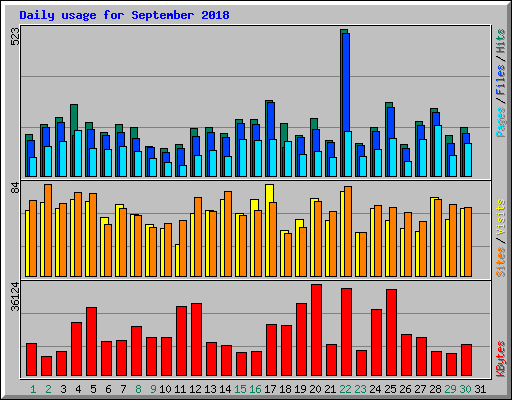 Daily usage for September 2018
523
Pages / Files / Hits
84
Sites / Visits
36124
KBytes
1 2 3 4 5 6 7 8 9 10 11 12 13 14 15 16 17 18 19 20 21 22 23 24 25 26 27 28 29 30 31